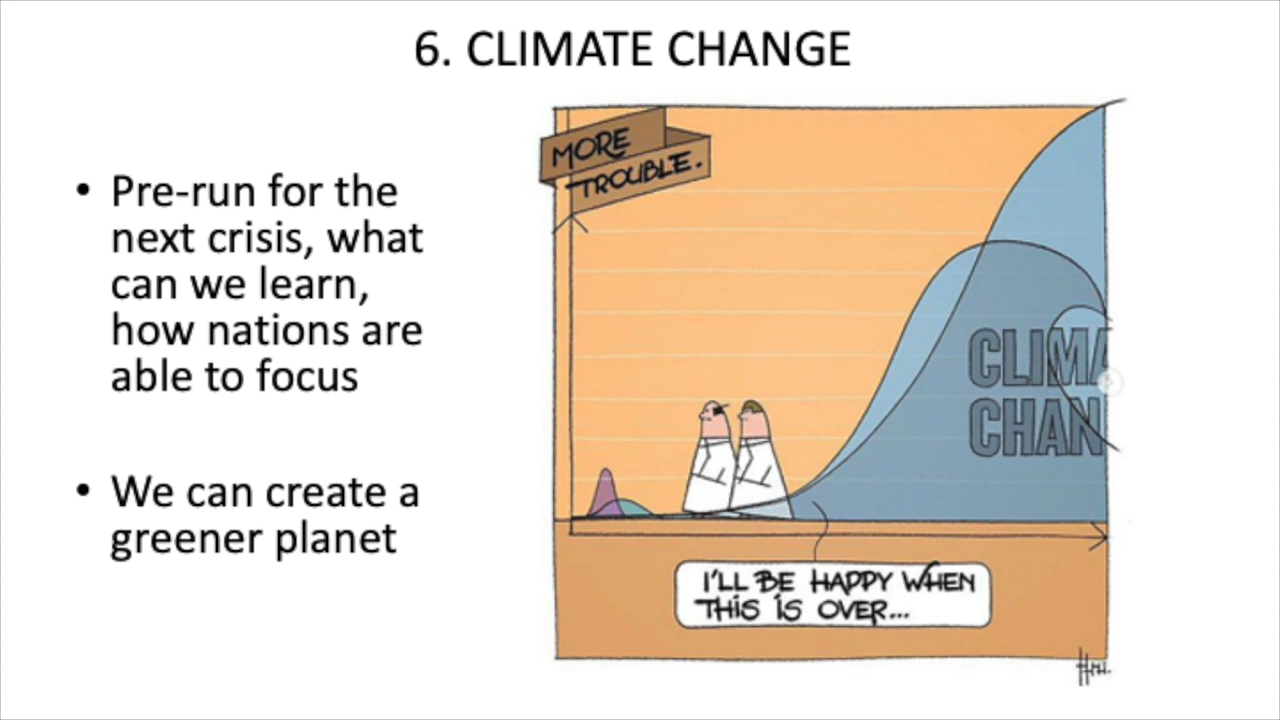 6. CLIMATE CHANGE
• Pre-run for the
next crisis, what
can we learn,
how nations are
able to focus
• We can create a
greener planet
MORE
TROUBLE.
CLIMA
CHAN
I'LL BE HAPPY WHEN
THIS IS OVER...